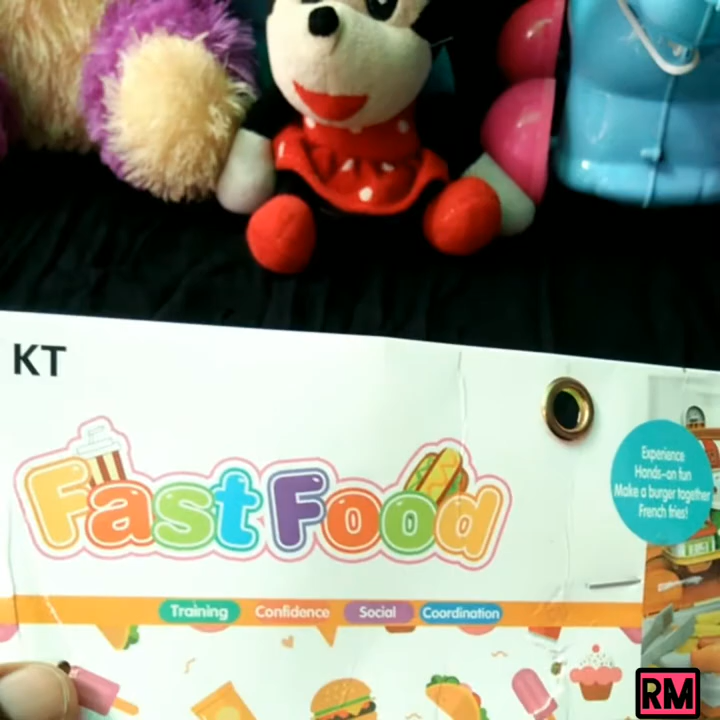 KT
Fast Food
Experience
Hands-on fun
Make a burger together
French fries!
Training Confidence Social Coordination
RM